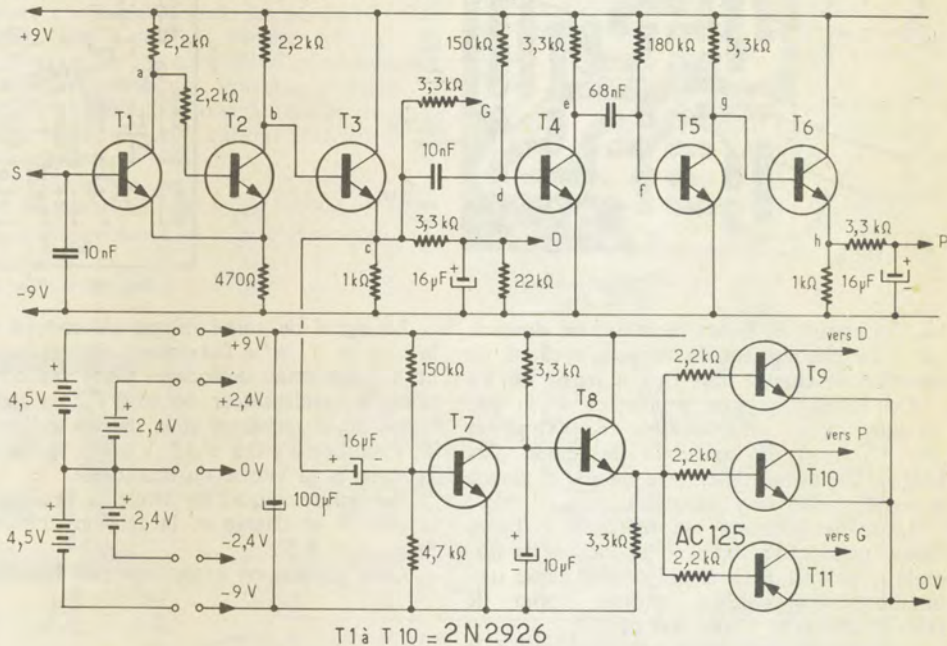 +9V
2,2kΩ
2,2kΩ
150kΩ
3,3kΩ
180kΩ
3,3kΩ
a
2,2kΩ
b
3,3kΩ
G
e
68nF
g
T1
T2
T3
T4
T5
T6
S
10nF
d
f
10nF
c
3,3kΩ
D
h
3,3kΩ
P
470Ω
1kΩ
16µF
+
22kΩ
1kΩ
16µF
+
-
-9V
+9V
vers D
+
4,5V
+2,4V
+
2,4V
150kΩ
3,3kΩ
T8
2,2kΩ
T9
0V
16µF
+
-
T7
vers P
2,2kΩ
T10
+
4,5V
+
2,4V
100µF
-2,4V
4,7kΩ
+
-
10µF
3,3kΩ
AC 125
vers G
2,2kΩ
T11
0V
-9V
T1 à T10 = 2N2926